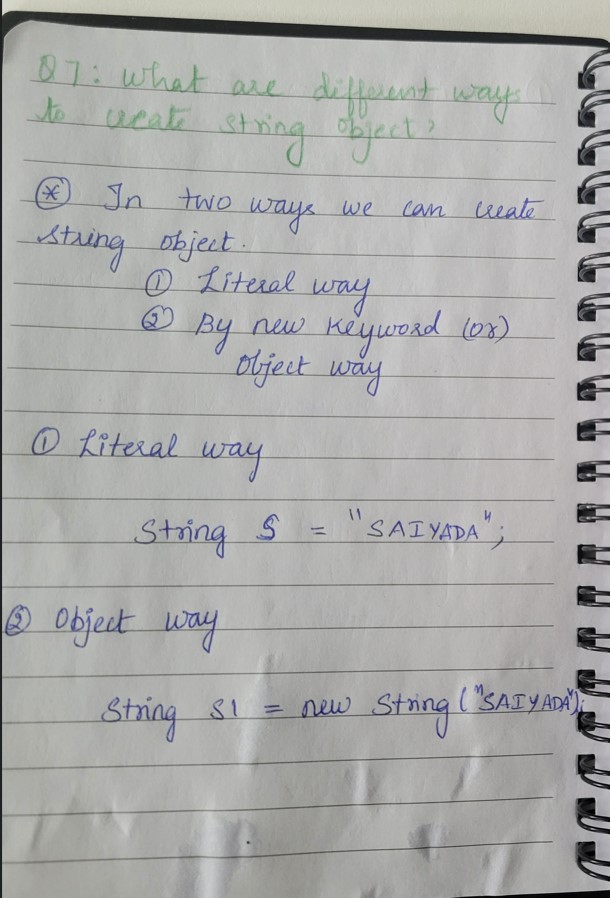 Q7: What are different ways
to create string object?
* In two ways we can create
string object.
① Literal way
② By new keyword (or)
object way
① Literal way
String S = "SAIYADA";
② Object way
String S1 = new String("SAIYADA");